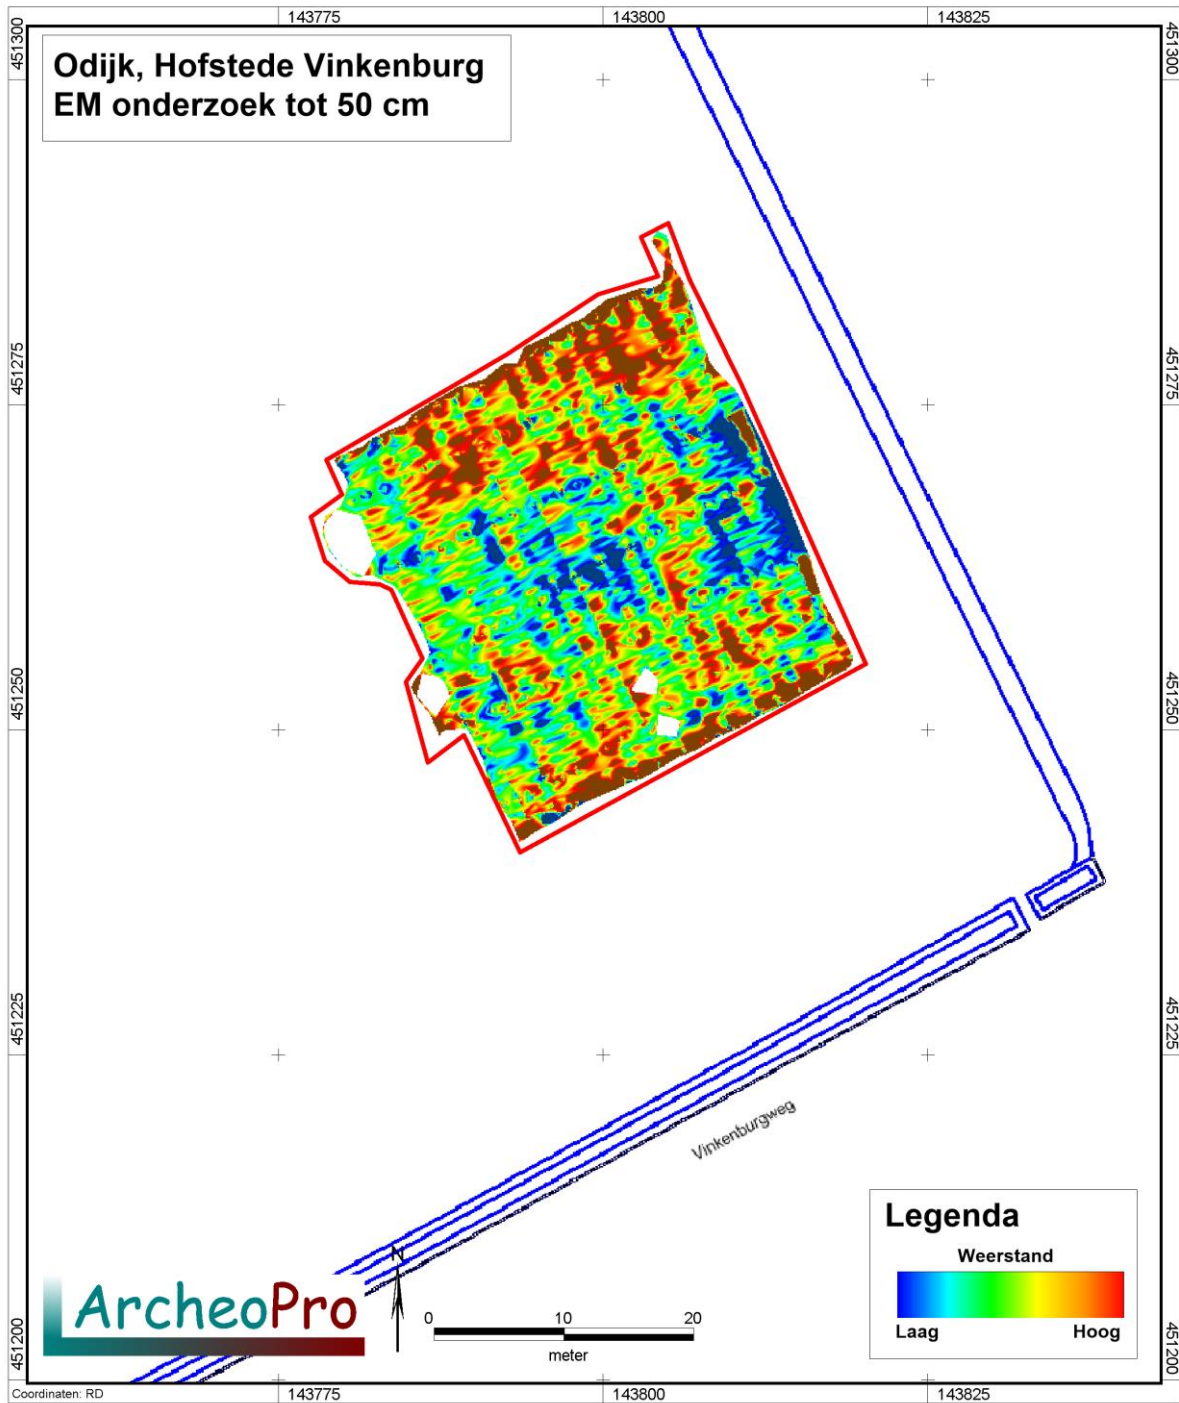 143775
143800
143825
451300
451300
Odijk, Hofstede Vinkenburg
EM onderzoek tot 50 cm
451275
451275
451250
451250
451225
451225
Vinkenburgweg
Legenda
Weerstand
Laag
Hoog
N
ArcheoPro
0
10
20
meter
451200
451200
Coordinaten: RD
143775
143800
143825